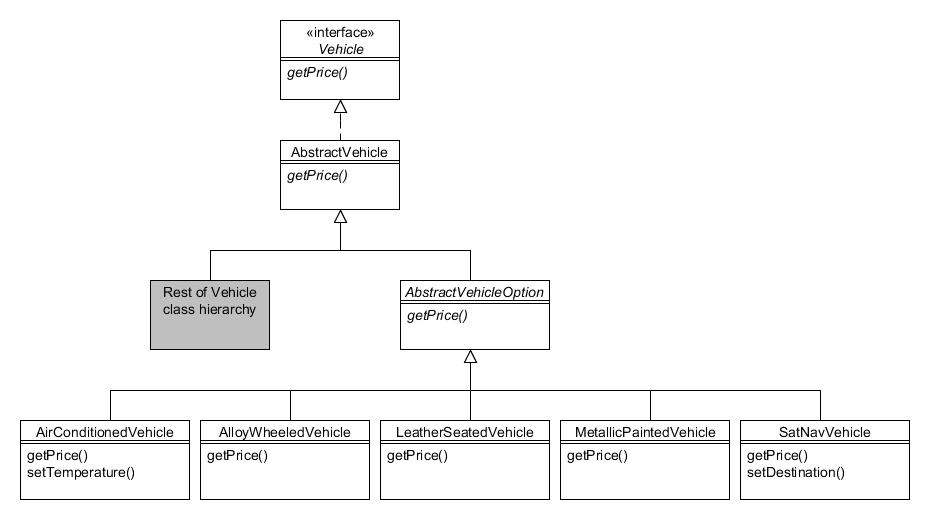 «interface»
Vehicle
getPrice()
AbstractVehicle
getPrice()
Rest of Vehicle
class hierarchy
AbstractVehicleOption
getPrice()
AirConditionedVehicle
getPrice()
setTemperature()
AlloyWheeledVehicle
getPrice()
LeatherSeatedVehicle
getPrice()
MetallicPaintedVehicle
getPrice()
SatNavVehicle
getPrice()
setDestination()